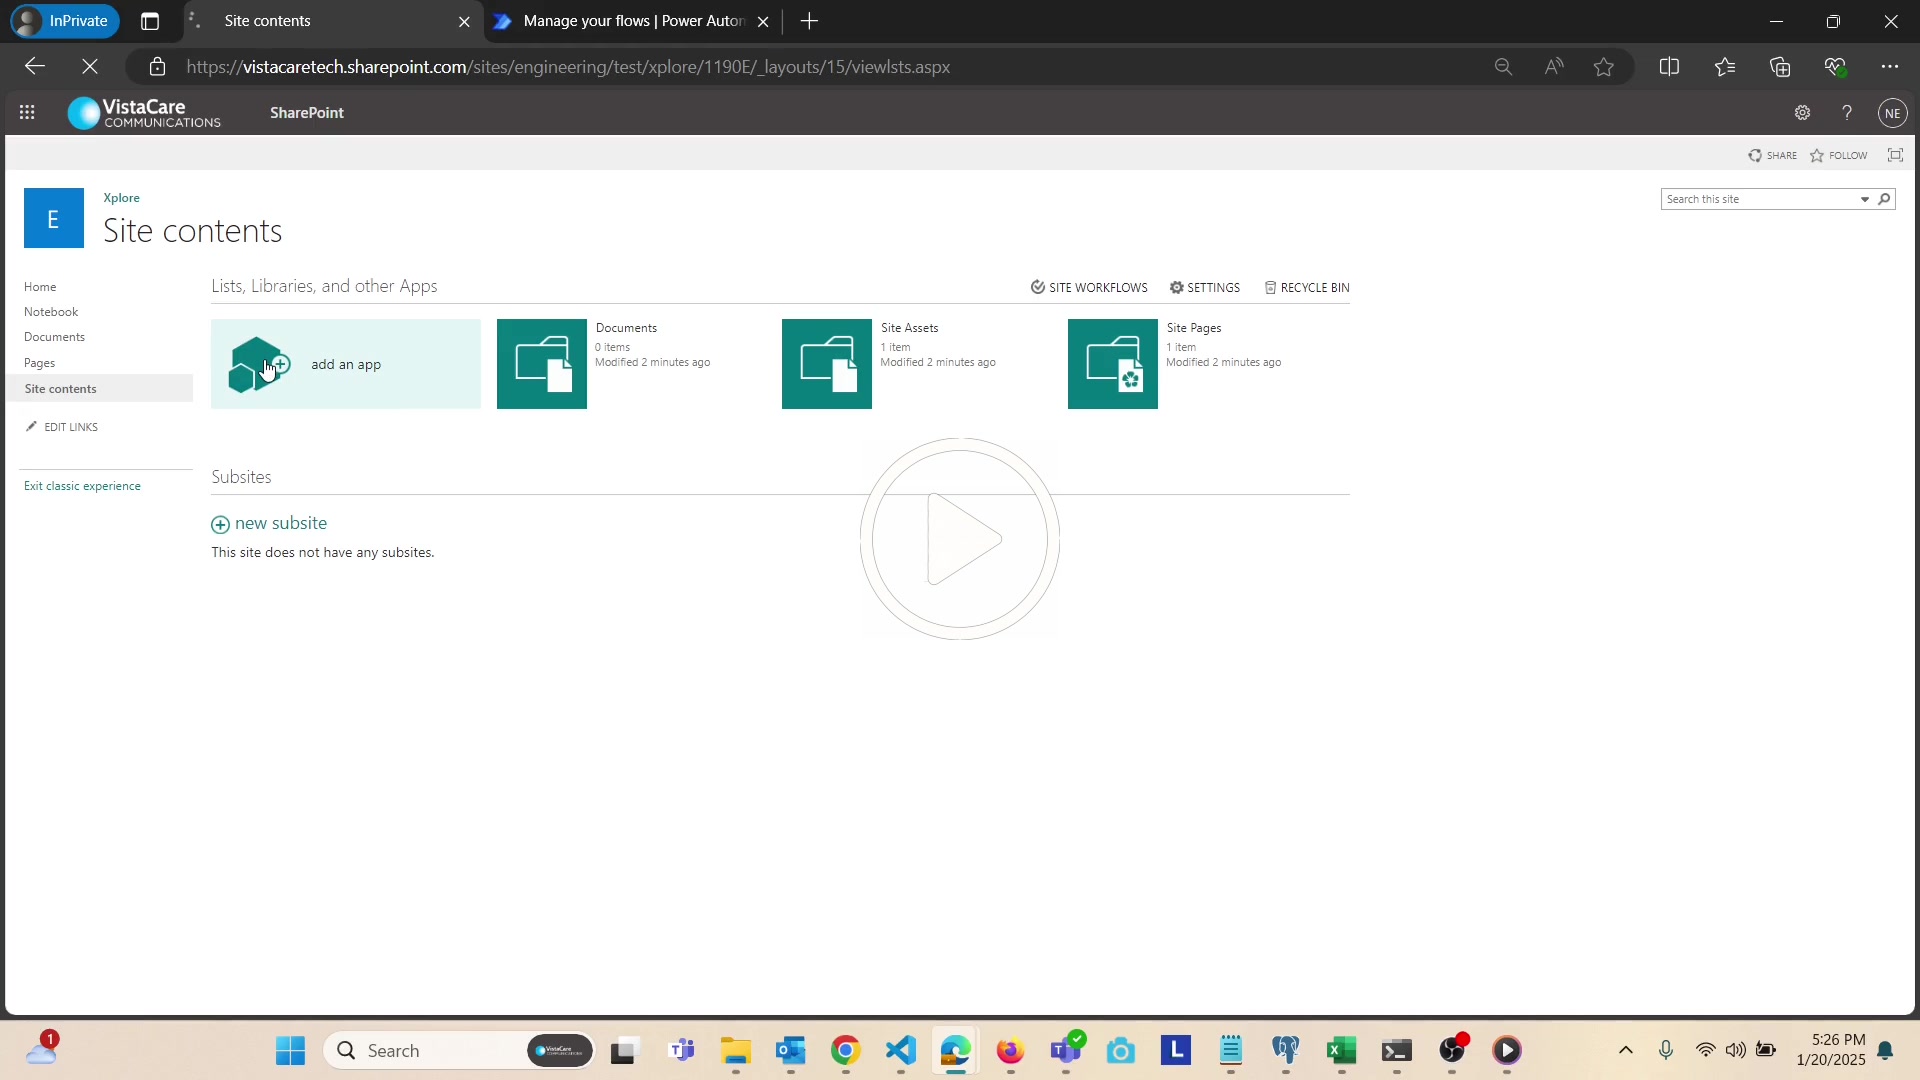 InPrivate
Site contents
Manage your flows | Power Autom
https://vistacaretech.sharepoint.com/sites/engineering/test/xplore/1190E/_layouts/15/viewlsts.aspx
VistaCare
COMMUNICATIONS
SharePoint
?
NE
SHARE
FOLLOW
E
Xplore
Site contents
Search this site
Home
Notebook
Documents
Pages
Site contents
EDIT LINKS
Exit classic experience
Lists, Libraries, and other Apps
SITE WORKFLOWS
SETTINGS
RECYCLE BIN
add an app
Documents
0 items
Modified 2 minutes ago
Site Assets
1 item
Modified 2 minutes ago
Site Pages
1 item
Modified 2 minutes ago
Subsites
new subsite
This site does not have any subsites.
1
Search
VistaCare
L
5:26 PM
1/20/2025